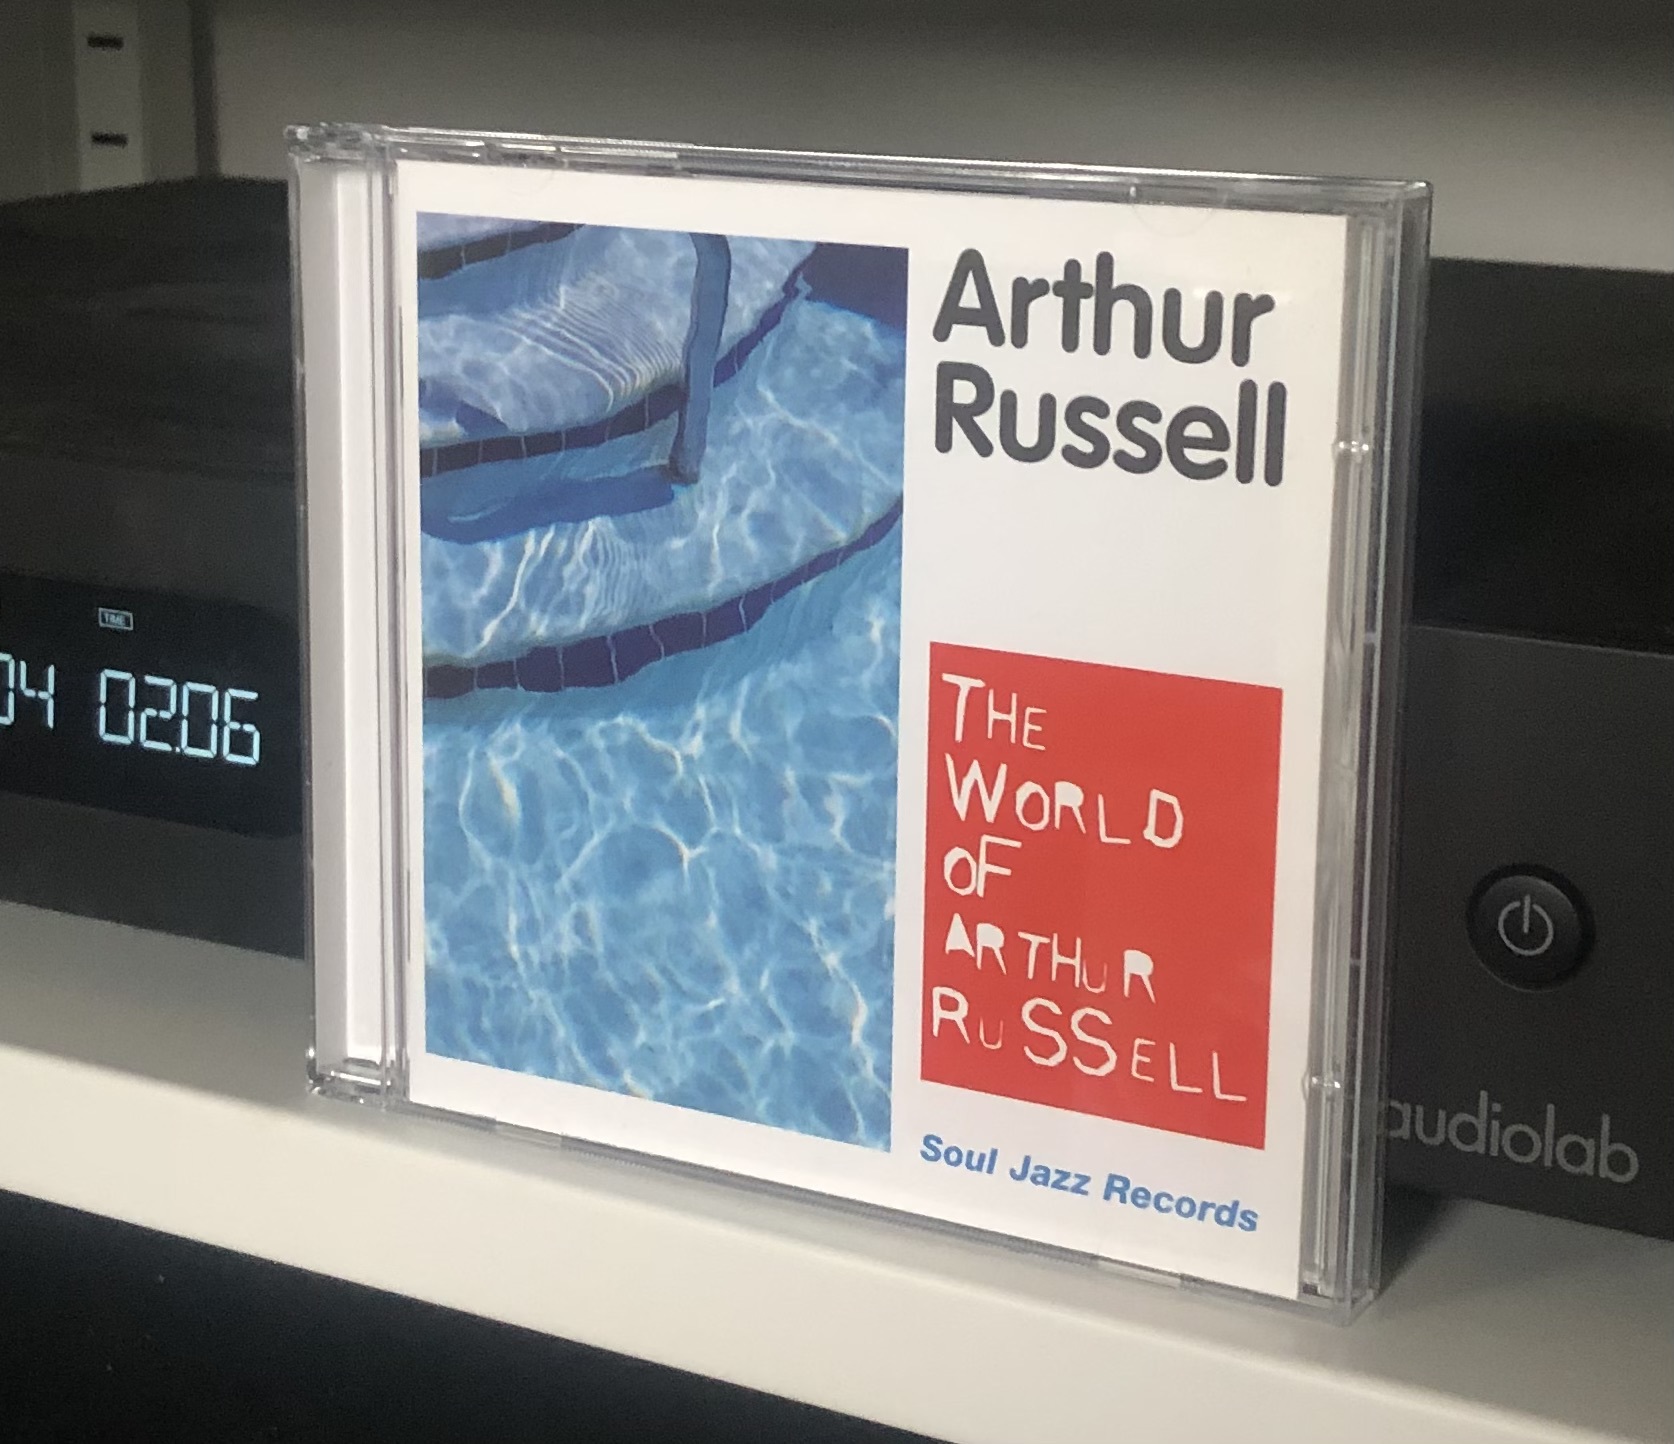 Arthur
Russell
THE
WORLD
OF
ARTHUR
RUSSELL
Soul Jazz Records
TIME
04 02:06
audiolab